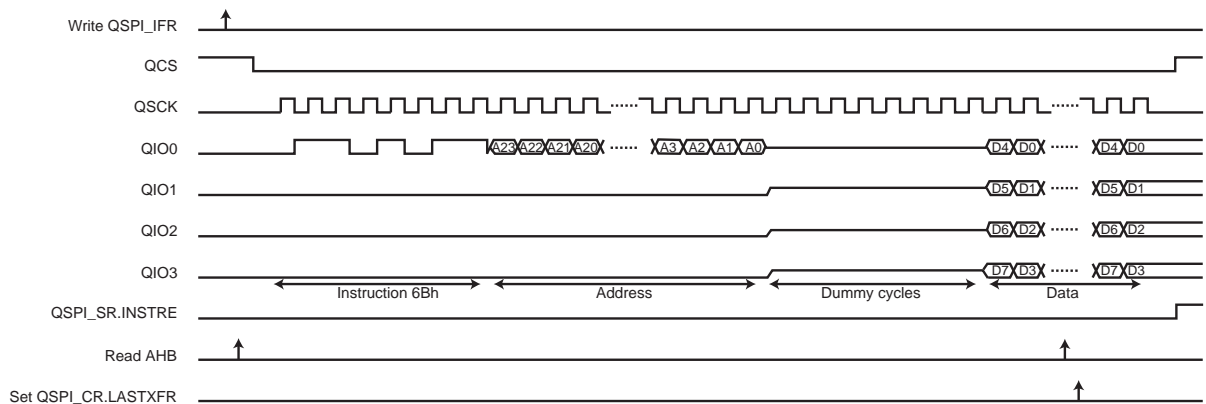 Write QSPI_IFR
QCS
QSCK
QIO0 A23 A22 A21 A20 A3 A2 A1 A0 D4 D0 D4 D0
QIO1 D5 D1 D5 D1
QIO2 D6 D2 D6 D2
QIO3 D7 D3 D7 D3
Instruction 6Bh Address Dummy cycles Data
QSPI_SR.INSTRE
Read AHB
Set QSPI_CR.LASTXFR